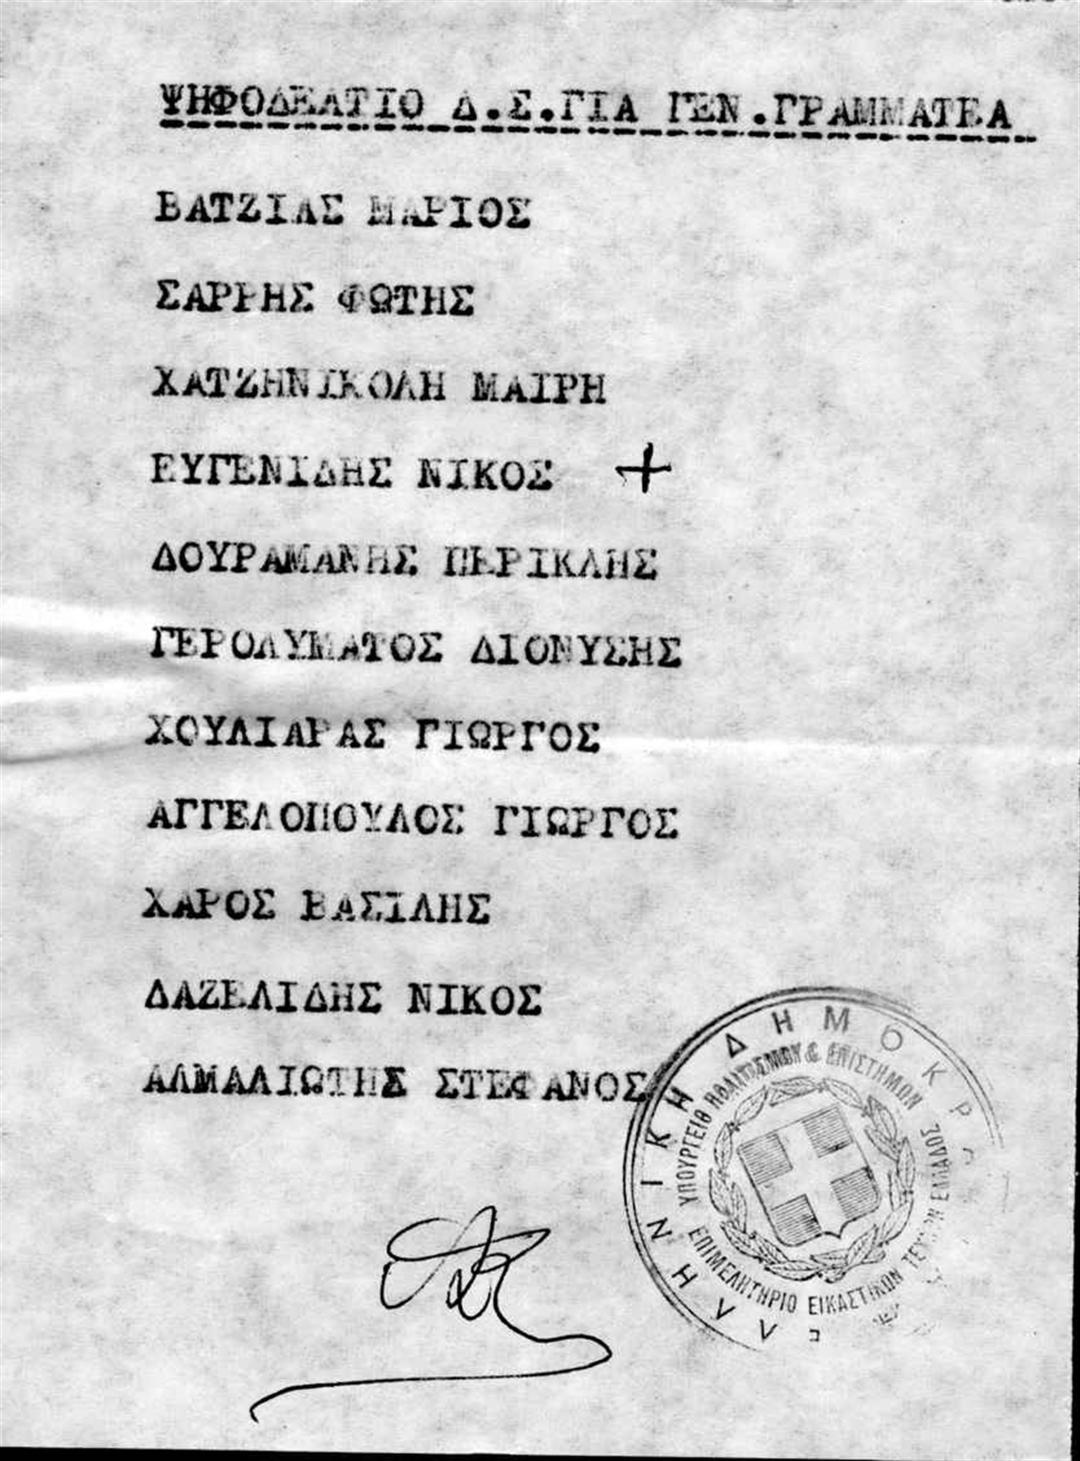 ΨΗΦΟΔΕΛΤΙΟ Δ.Σ.ΓΙΑ ΓΕΝ.ΓΡΑΜΜΑΤΕΑ
ΒΑΤΖΙΑΣ ΜΑΡΙΟΣ
ΣΑΡΡΗΣ ΦΩΤΗΣ
ΧΑΤΖΗΝΙΚΟΛΗ ΜΑΙΡΗ
ΕΥΓΕΝΙΔΗΣ ΝΙΚΟΣ +
ΔΟΥΡΑΜΑΝΗΣ ΠΕΡΙΚΛΗΣ
ΓΕΡΟΛΥΜΑΤΟΣ ΔΙΟΝΥΣΗΣ
ΧΟΥΛΙΑΡΑΣ ΓΙΩΡΓΟΣ
ΑΓΓΕΛΟΠΟΥΛΟΣ ΓΙΩΡΓΟΣ
ΧΑΡΟΣ ΒΑΣΙΛΗΣ
ΔΑΖΕΛΙΔΗΣ ΝΙΚΟΣ
ΑΛΜΑΛΙΩΤΗΣ ΣΤΕΦΑΝΟΣ
ΕΛΛΗΝΙΚΗ ΔΗΜΟΚΡ
ΥΠΟΥΡΓΕΙΟ ΠΟΛΙΤΙΣΜΟΥ & ΕΠΙΣΤΗΜΩΝ
ΕΠΙΜΕΛΗΤΗΡΙΟ ΕΙΚΑΣΤΙΚΩΝ ΤΕΧΝΩΝ ΕΛΛΑΔΟΣ